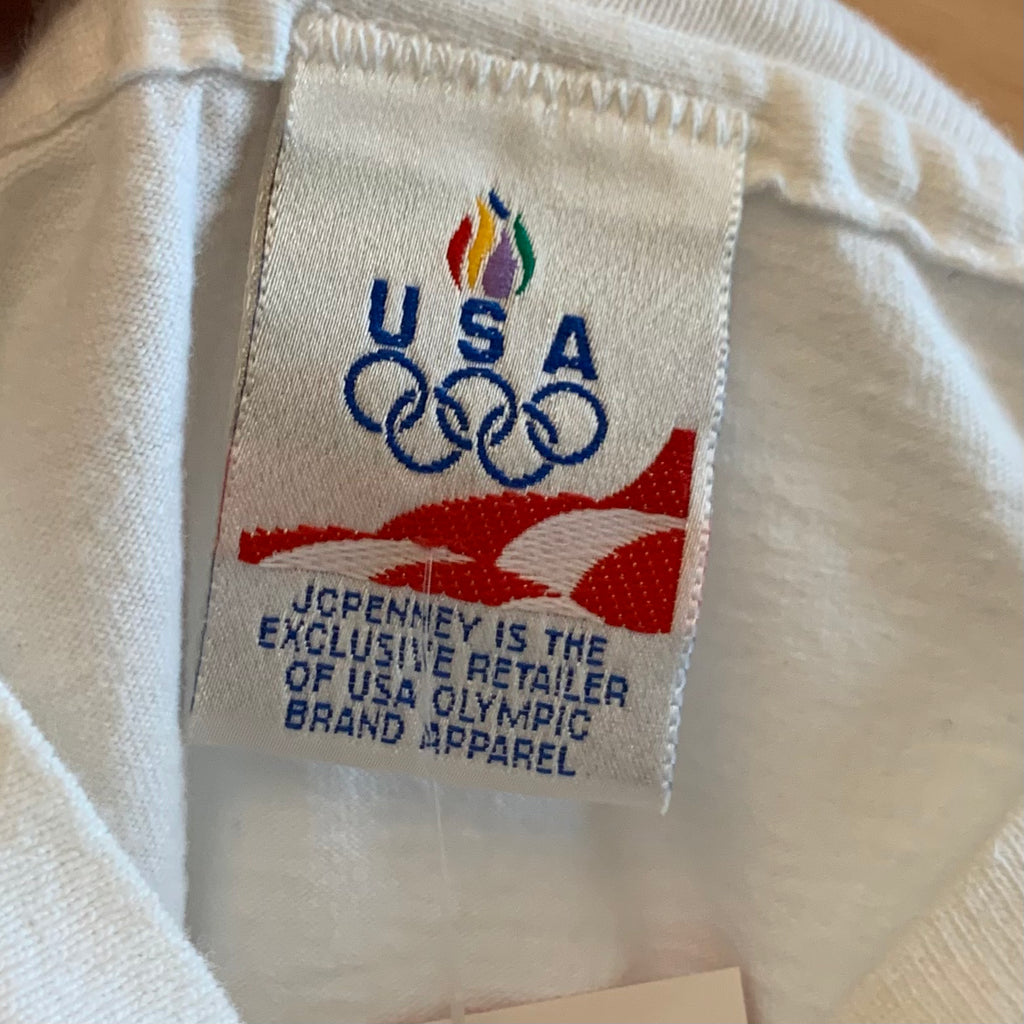 USA
JCPENNEY IS THE
EXCLUSIVE RETAILER
OF USA OLYMPIC
BRAND APPAREL